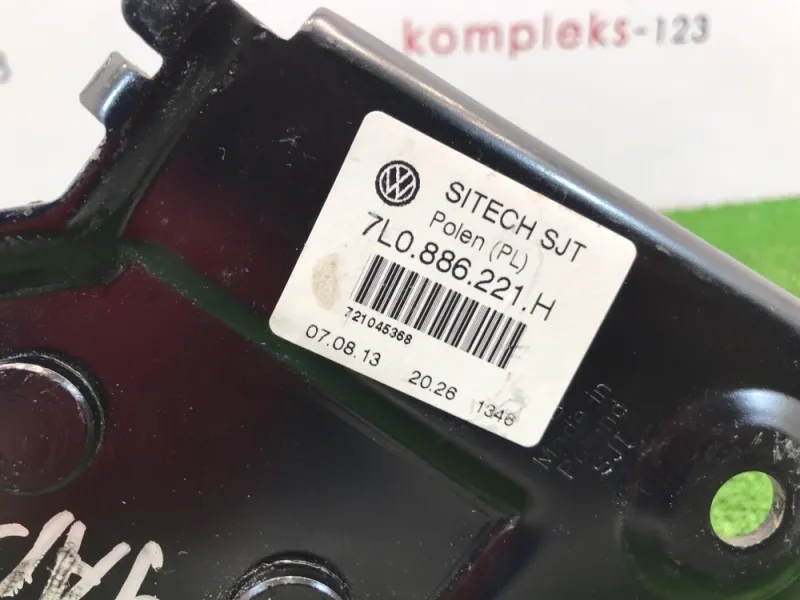 kompleks-123
SITECH SJT
Polen (PL)
7L0.886.221.H
721045368
07.08.13 20.26 1346
Made in
Poland
SJT